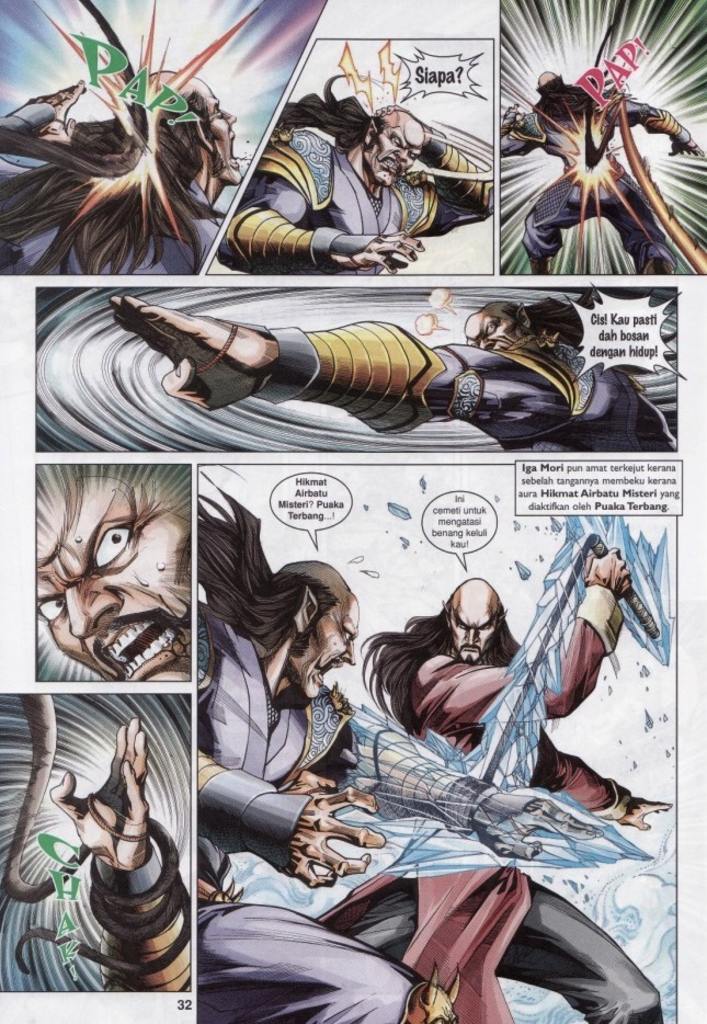 PAP!
Siapa?
PAP!
Cis! Kau pasti
dah bosan
dengan hidup!
Iga Mori pun amat terkejut kerana
sebelah tangannya membeku kerana
aura Hikmat Airbatu Misteri yang
diaktifkan oleh Puaka Terbang.
Hikmat
Airbatu
Misteri? Puaka
Terbang...!
Ini
cemeti untuk
mengatasi
benang keluli
kau!
CHAK!
32